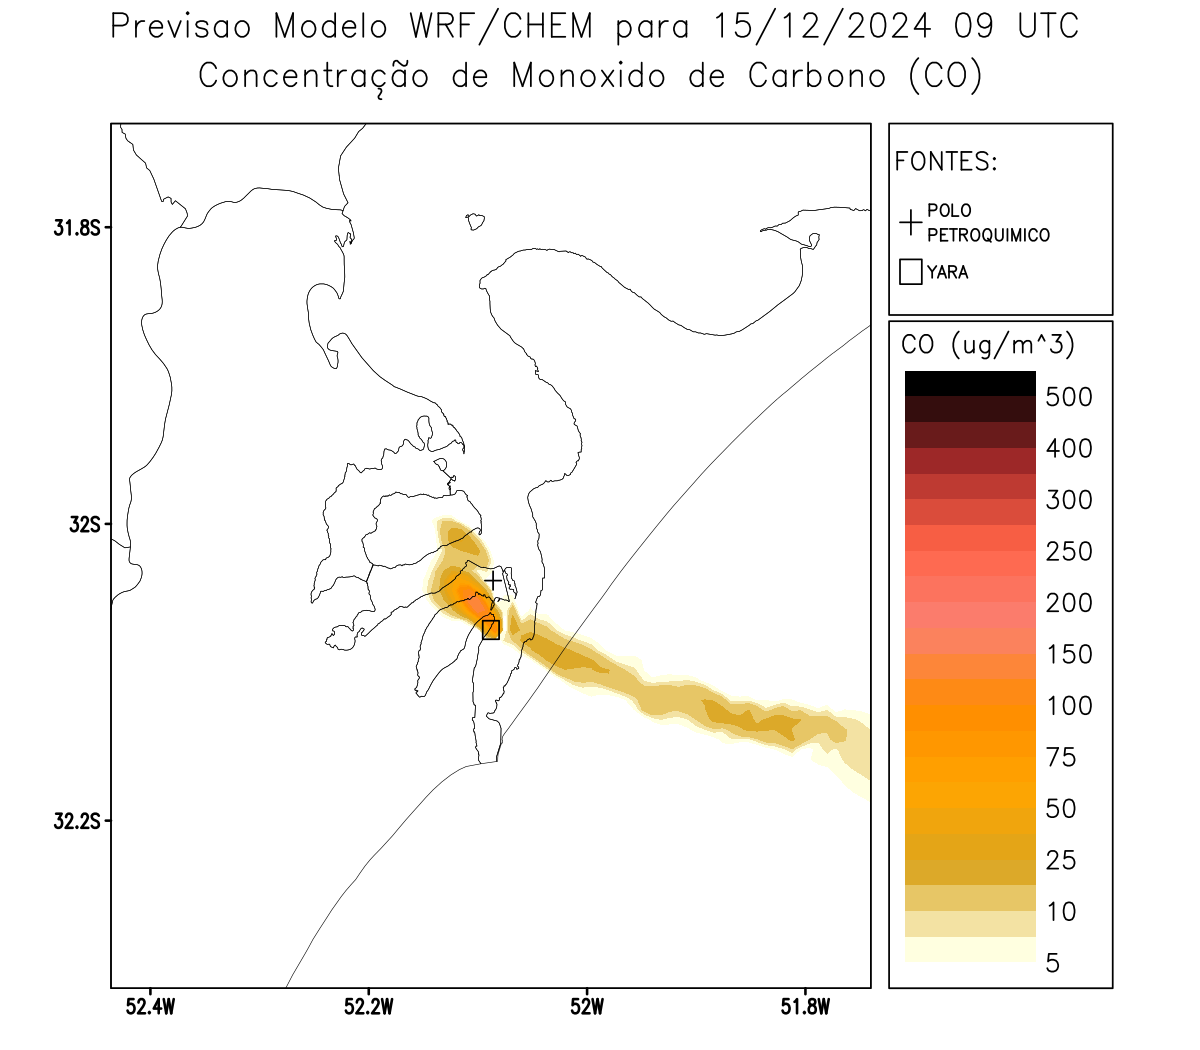 Previsao Modelo WRF/CHEM para 15/12/2024 09 UTC
Concentração de Monoxido de Carbono (CO)
FONTES:
POLO
PETROQUIMICO
YARA
CO (ug/m^3)
500
400
300
250
200
150
100
75
50
25
10
5
31.8S
32S
32.2S
52.4W
52.2W
52W
51.8W